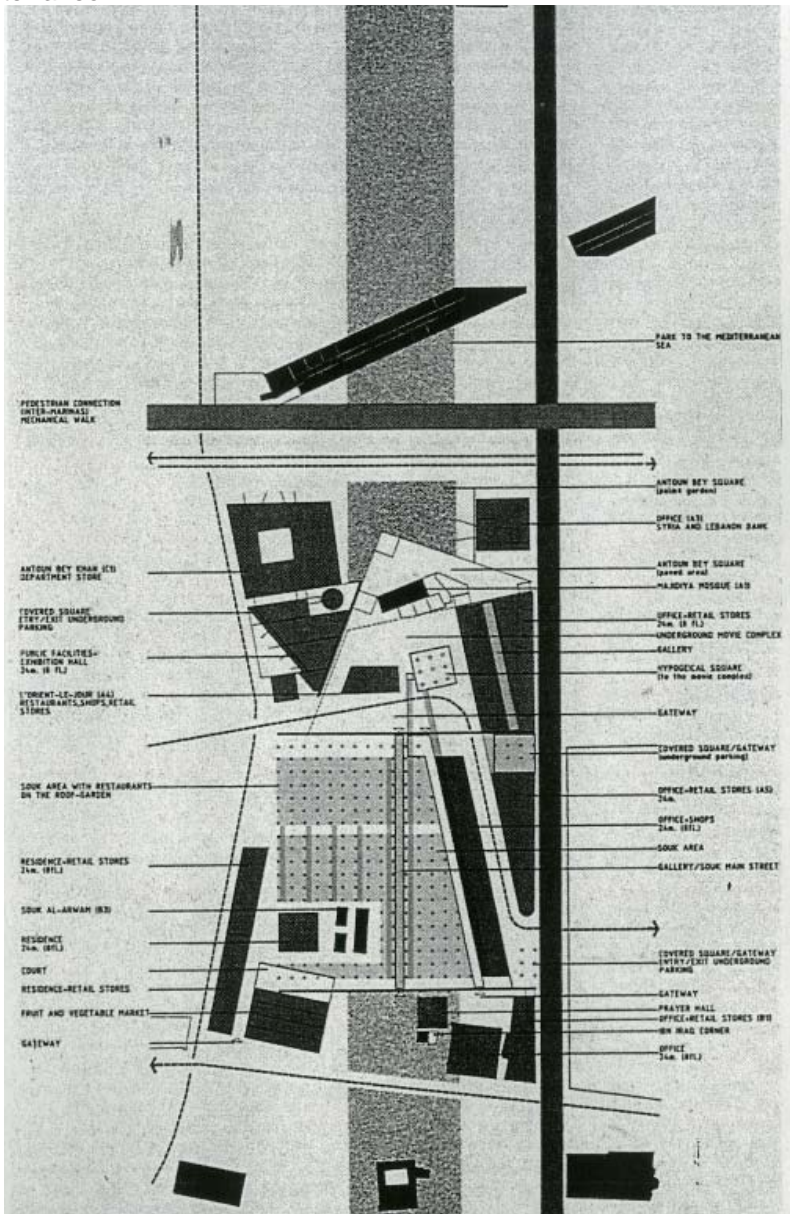 PARK TO THE MEDITERRANEAN
SEA
PEDESTRIAN CONNECTION
(INTER-MARINAS)
MECHANICAL WALK
ANTOUN BEY SQUARE
(palms garden)
OFFICE (A3)
SYRIA AND LEBANON BANK
ANTOUN BEY SQUARE
(paved area)
MAJIDIYA MOSQUE (A1)
OFFICE-RETAIL STORES
24m. (6 fl.)
UNDERGROUND MOVIE COMPLEX
GALLERY
HYPOGEICAL SQUARE
(to the movie complex)
GATEWAY
COVERED SQUARE/GATEWAY
(underground parking)
OFFICE-RETAIL STORES (A5)
24m.
OFFICE+SHOPS
24m. (6fl.)
SOUK AREA
GALLERY/SOUK MAIN STREET
COVERED SQUARE/GATEWAY
ENTRY/EXIT UNDERGROUND
PARKING
GATEWAY
PRAYER HALL
OFFICE+RETAIL STORES (B1)
IBN IRAQ CORNER
OFFICE
24m. (8fl.)
ANTOUN BEY KHAN (C1)
DEPARTMENT STORE
COVERED SQUARE
ETRY/EXIT UNDERGROUND
PARKING
PUBLIC FACILITIES-
EXHIBITION HALL
24m. (6 FL.)
L'ORIENT-LE-JOUR (A4)
RESTAURANTS,SHOPS,RETAIL
STORES
SOUK AREA WITH RESTAURANTS
ON THE ROOF-GARDEN
RESIDENCE+RETAIL STORES
24m. (8fl.)
SOUK AL-ARWAM (B3)
RESIDENCE
24m. (8fl.)
COURT
RESIDENCE+RETAIL STORES
FRUIT AND VEGETABLE MARKET
GATEWAY